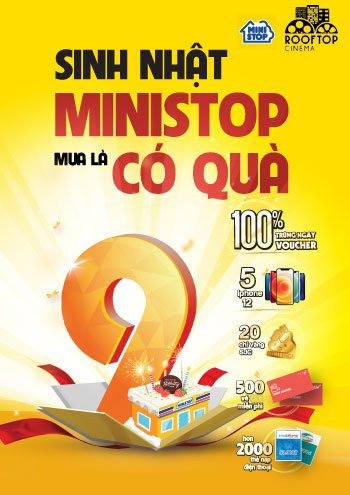 MINI
STOP
ROOFTOP
CINEMA
SINH NHẬT
MINISTOP
MUA LÀ CÓ QUÀ
100%
TRÚNG NGAY
VOUCHER
5
Iphone
12
20
chỉ vàng
SJC
500
vé
miễn phí
hơn
2000
thẻ nạp
điện thoại
9